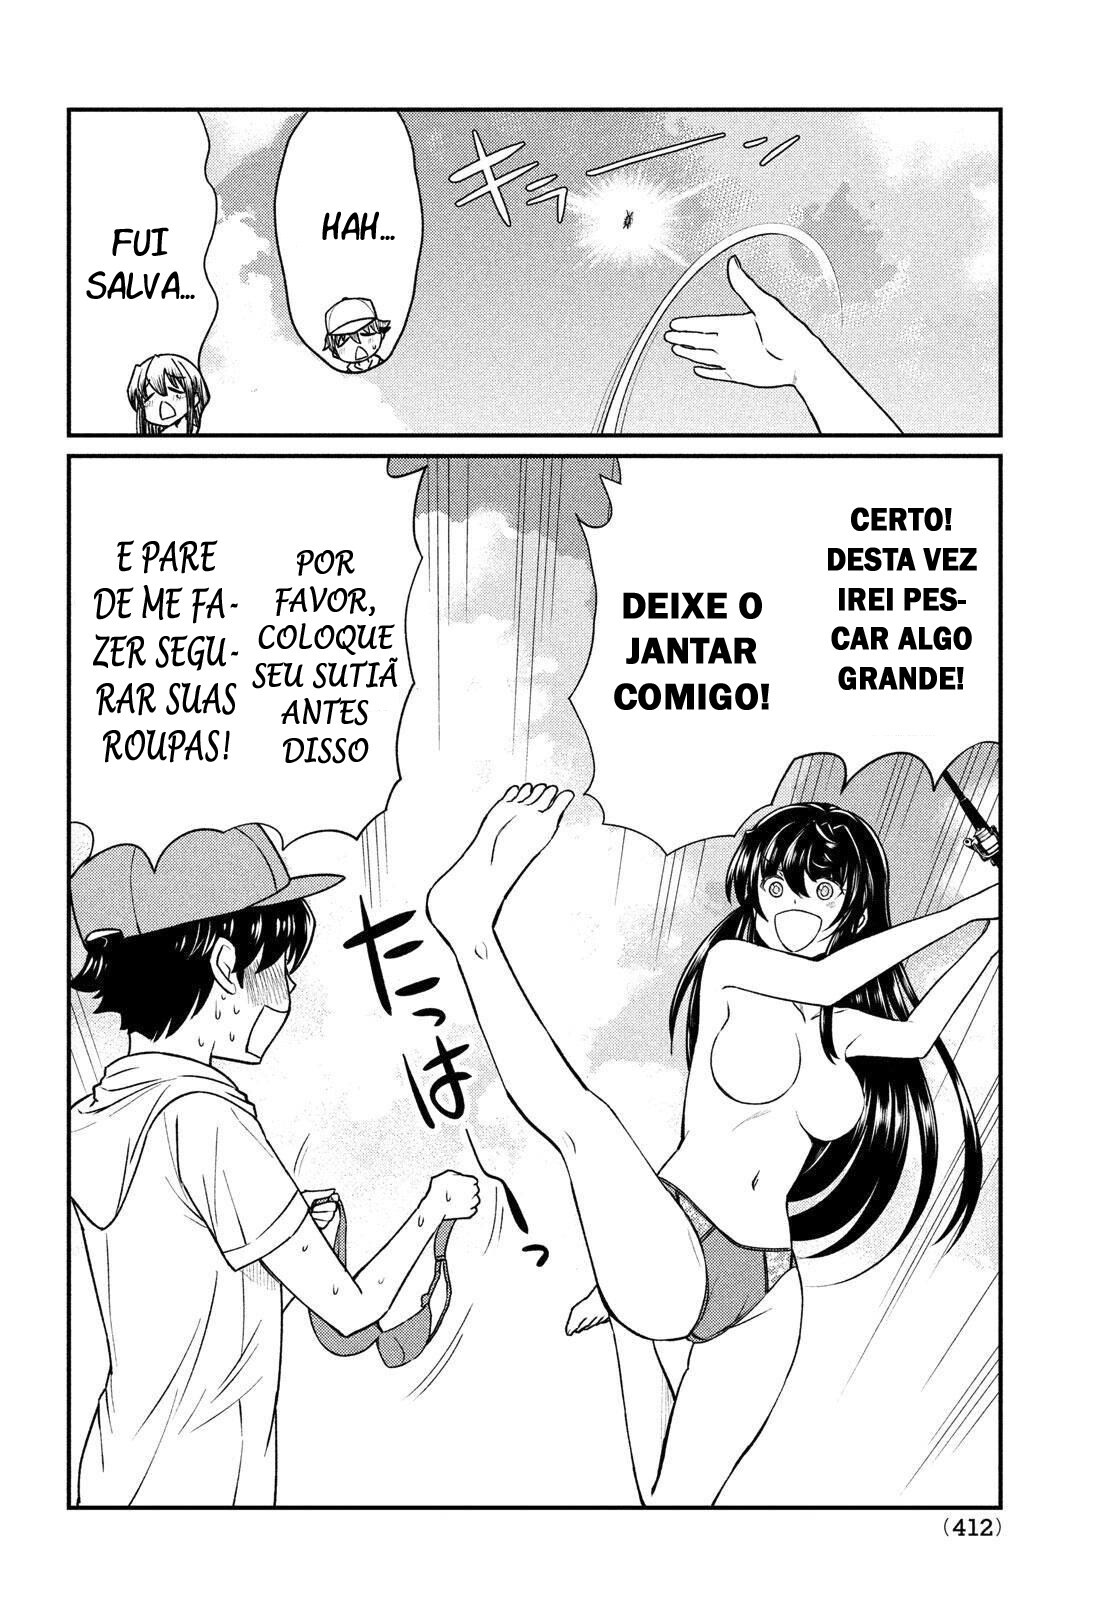 キラーン
HAH...
FUI
SALVA...
CERTO!
DESTA VEZ
IREI PES-
CAR ALGO
GRANDE!
DEIXE O
JANTAR
COMIGO!
POR
FAVOR,
COLOQUE
SEU SUTIÃ
ANTES
DISSO
E PARE
DE ME FA-
ZER SEGU-
RAR SUAS
ROUPAS!
たっはーっ
(412)